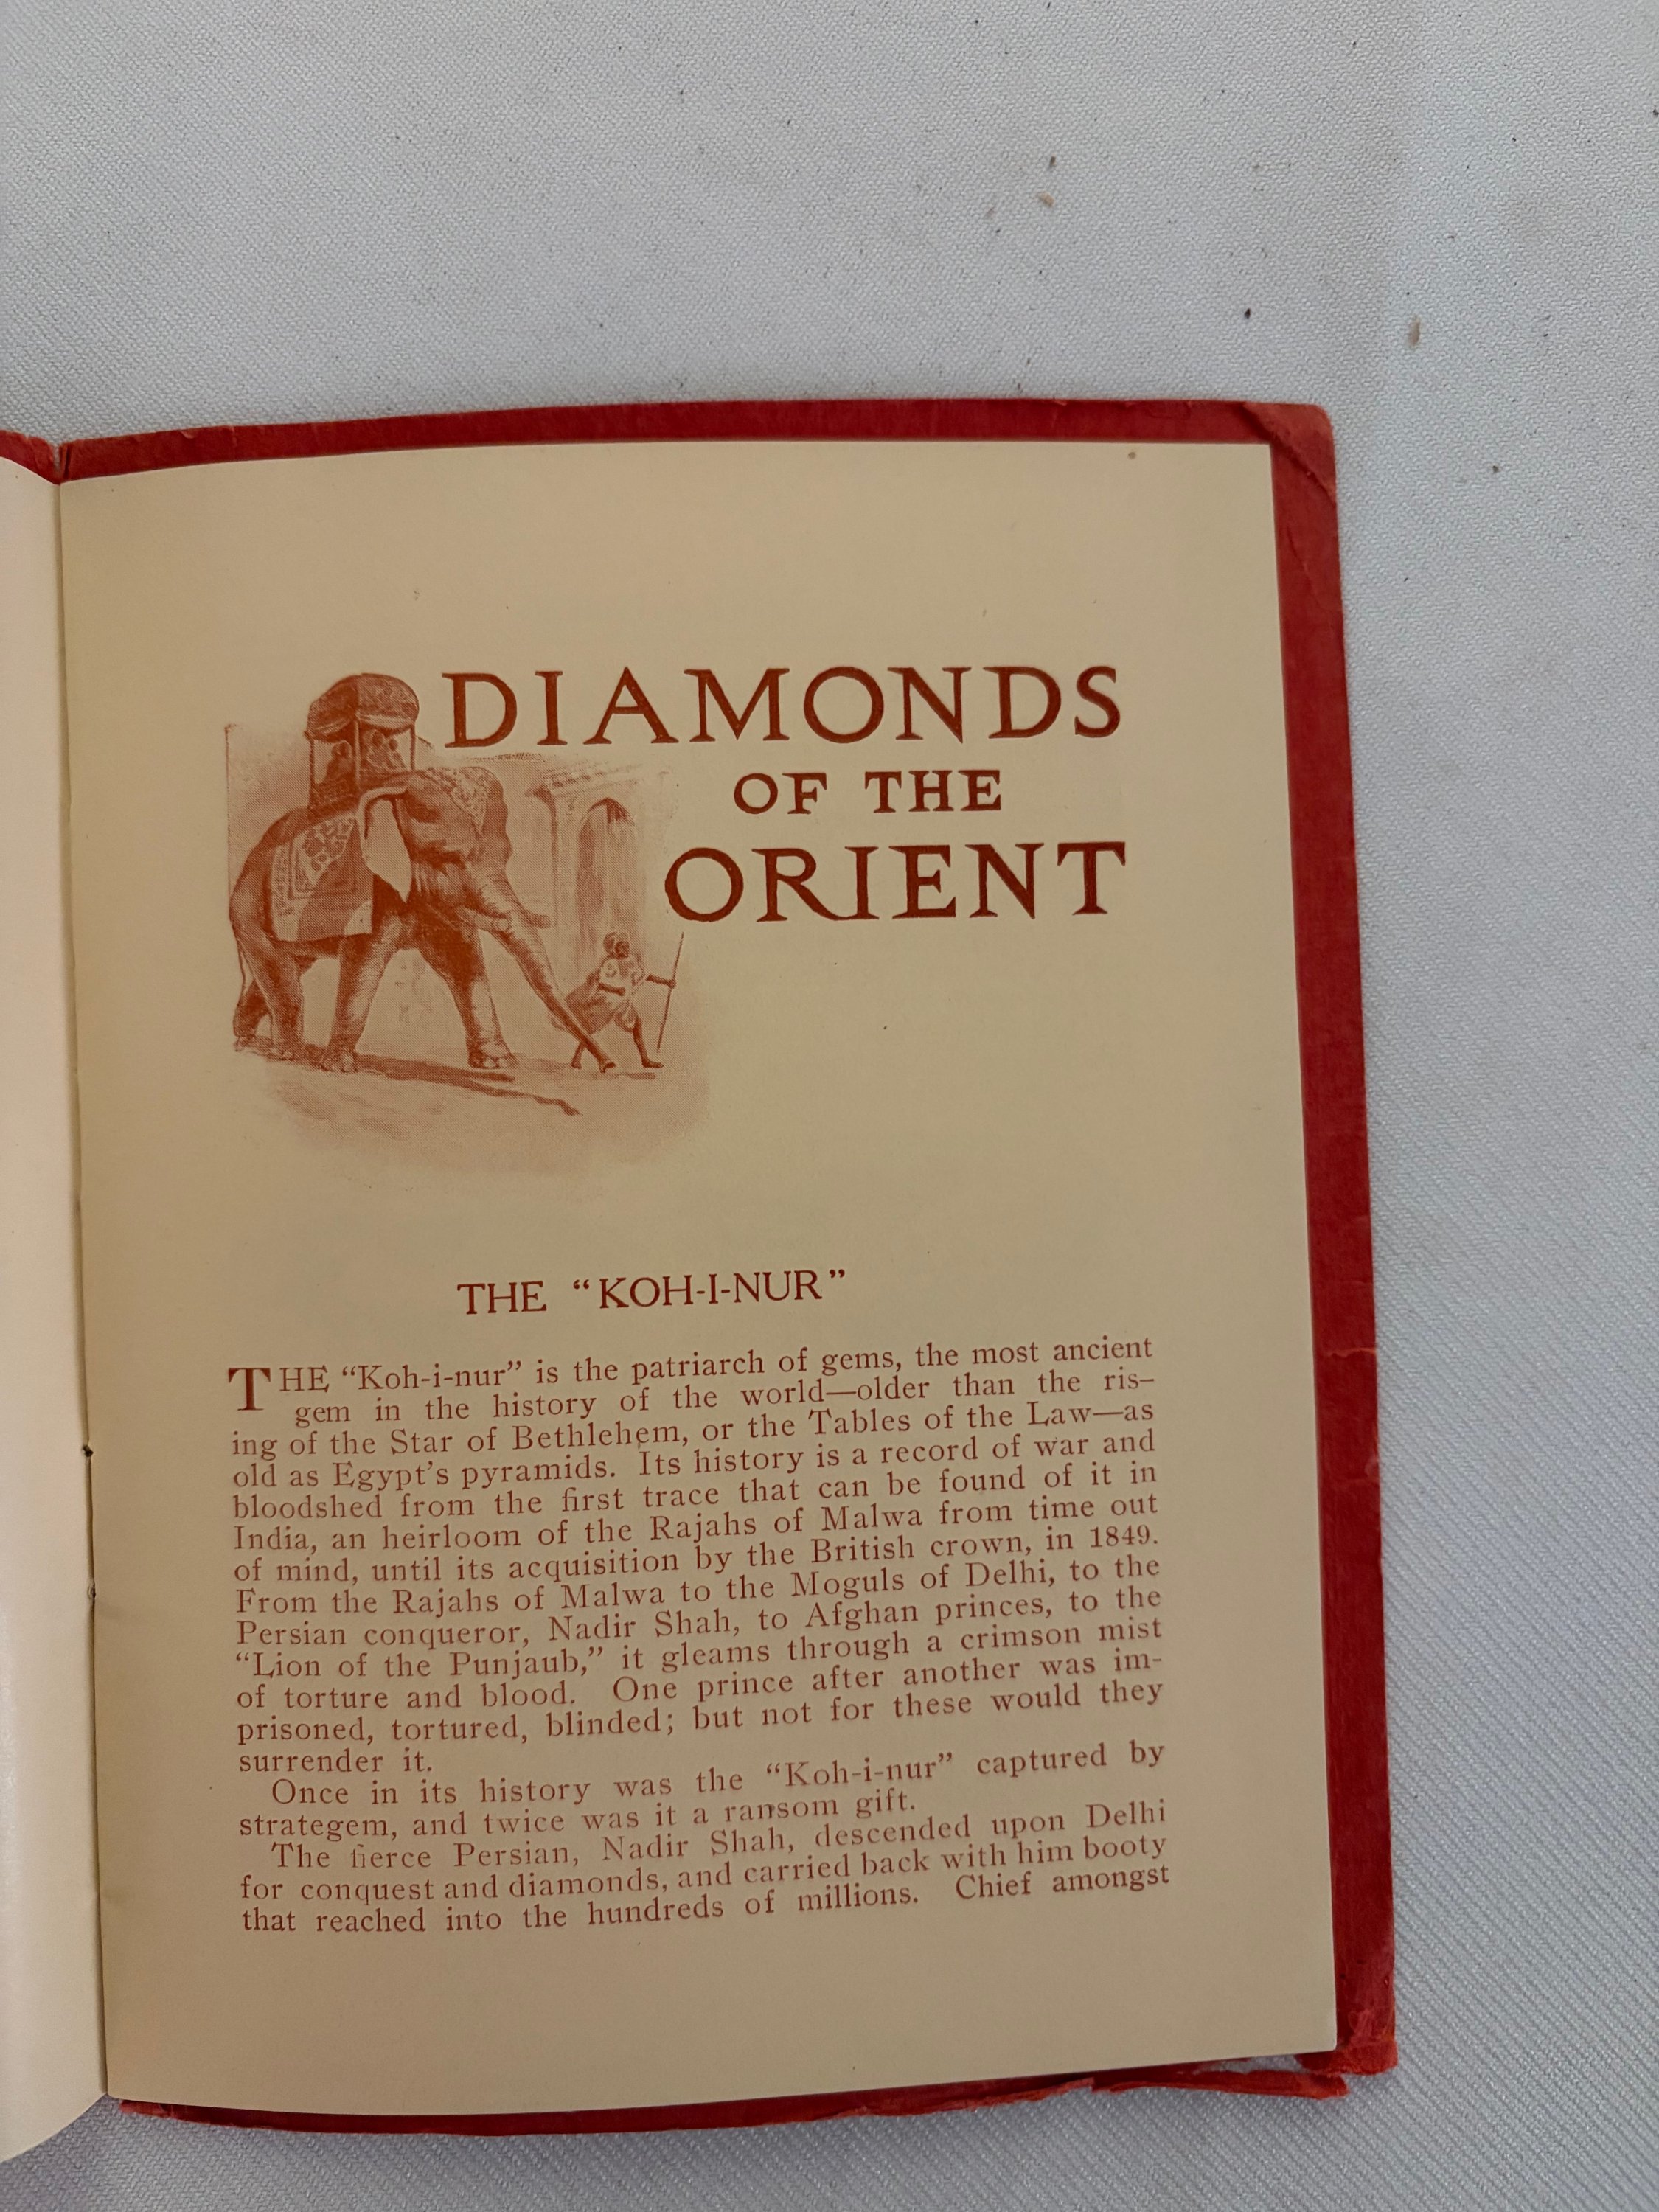 DIAMONDS
OF THE
ORIENT
THE “KOH-I-NUR”
THE “Koh-i-nur” is the patriarch of gems, the most ancient
gem in the history of the world—older than the ris-
ing of the Star of Bethlehem, or the Tables of the Law—as
old as Egypt’s pyramids. Its history is a record of war and
bloodshed from the first trace that can be found of it in
India, an heirloom of the Rajahs of Malwa from time out
of mind, until its acquisition by the British crown, in 1849.
From the Rajahs of Malwa to the Moguls of Delhi, to the
Persian conqueror, Nadir Shah, to Afghan princes, to the
“Lion of the Punjaub,” it gleams through a crimson mist
of torture and blood. One prince after another was im-
prisoned, tortured, blinded; but not for these would they
surrender it.
Once in its history was the “Koh-i-nur” captured by
strategem, and twice was it a ransom gift.
The fierce Persian, Nadir Shah, descended upon Delhi
for conquest and diamonds, and carried back with him booty
that reached into the hundreds of millions. Chief amongst